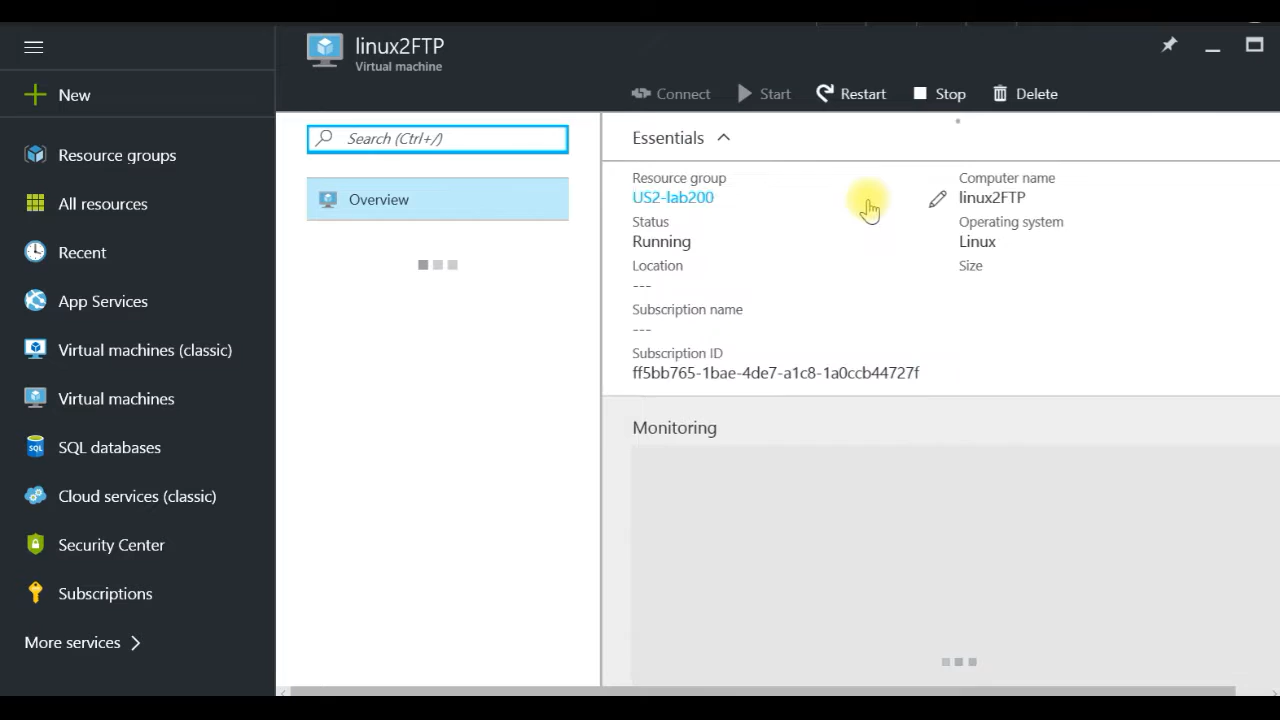 linux2FTP
Virtual machine
New
Connect
Start
Restart
Stop
Delete
Search (Ctrl+/)
Essentials
Resource groups
Overview
Resource group
US2-lab200
Computer name
linux2FTP
All resources
Status
Running
Operating system
Linux
Recent
Location
---
Size
App Services
Subscription name
---
Virtual machines (classic)
Subscription ID
ff5bb765-1bae-4de7-a1c8-1a0ccb44727f
Virtual machines
Monitoring
SQL databases
SQL
Cloud services (classic)
Security Center
Subscriptions
More services